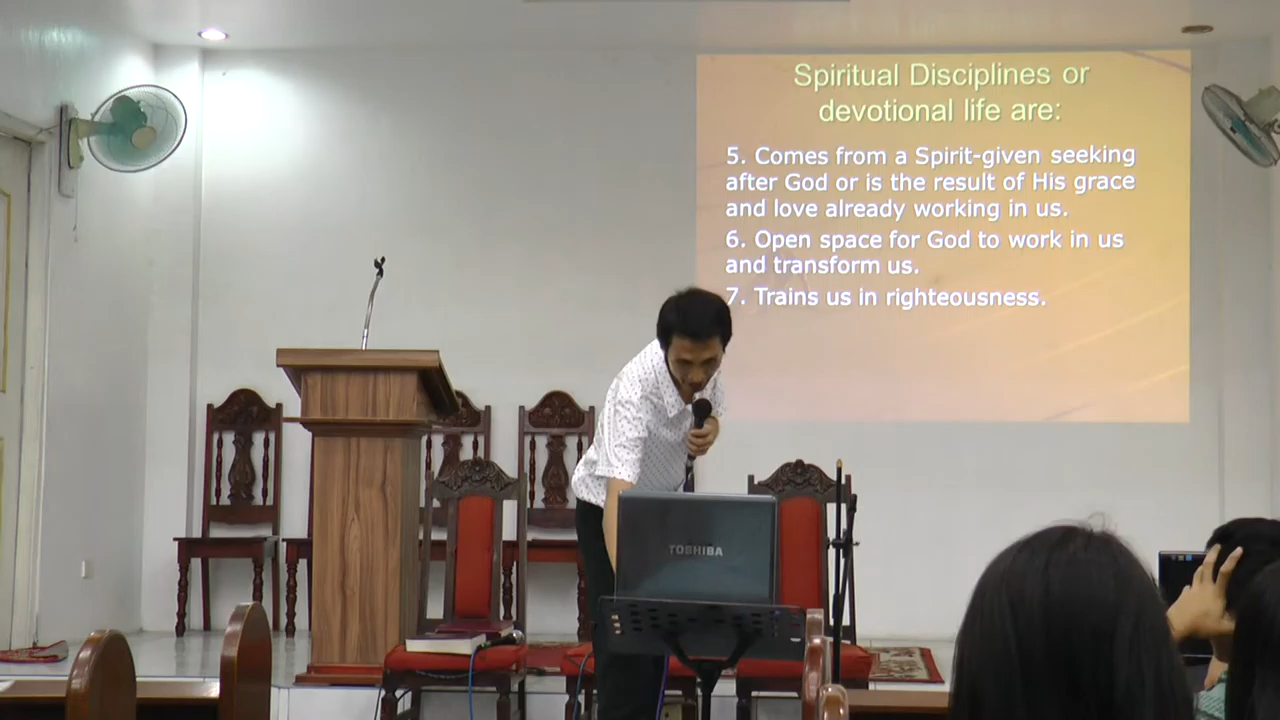 Spiritual Disciplines or
devotional life are:
5. Comes from a Spirit-given seeking
after God or is the result of His grace
and love already working in us.
6. Open space for God to work in us
and transform us.
7. Trains us in righteousness.
TOSHIBA